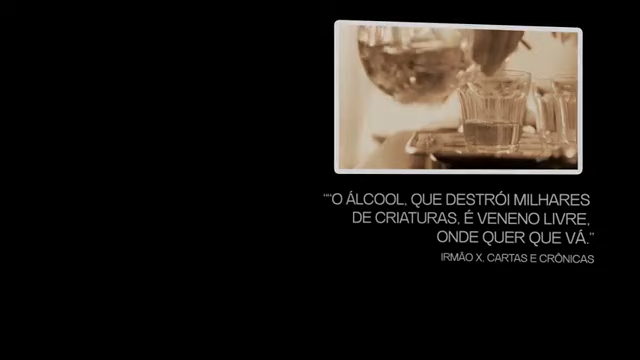 "“O ÁLCOOL, QUE DESTRÓI MILHARES
DE CRIATURAS, É VENENO LIVRE,
ONDE QUER QUE VÁ."
IRMÃO X, CARTAS E CRÔNICAS